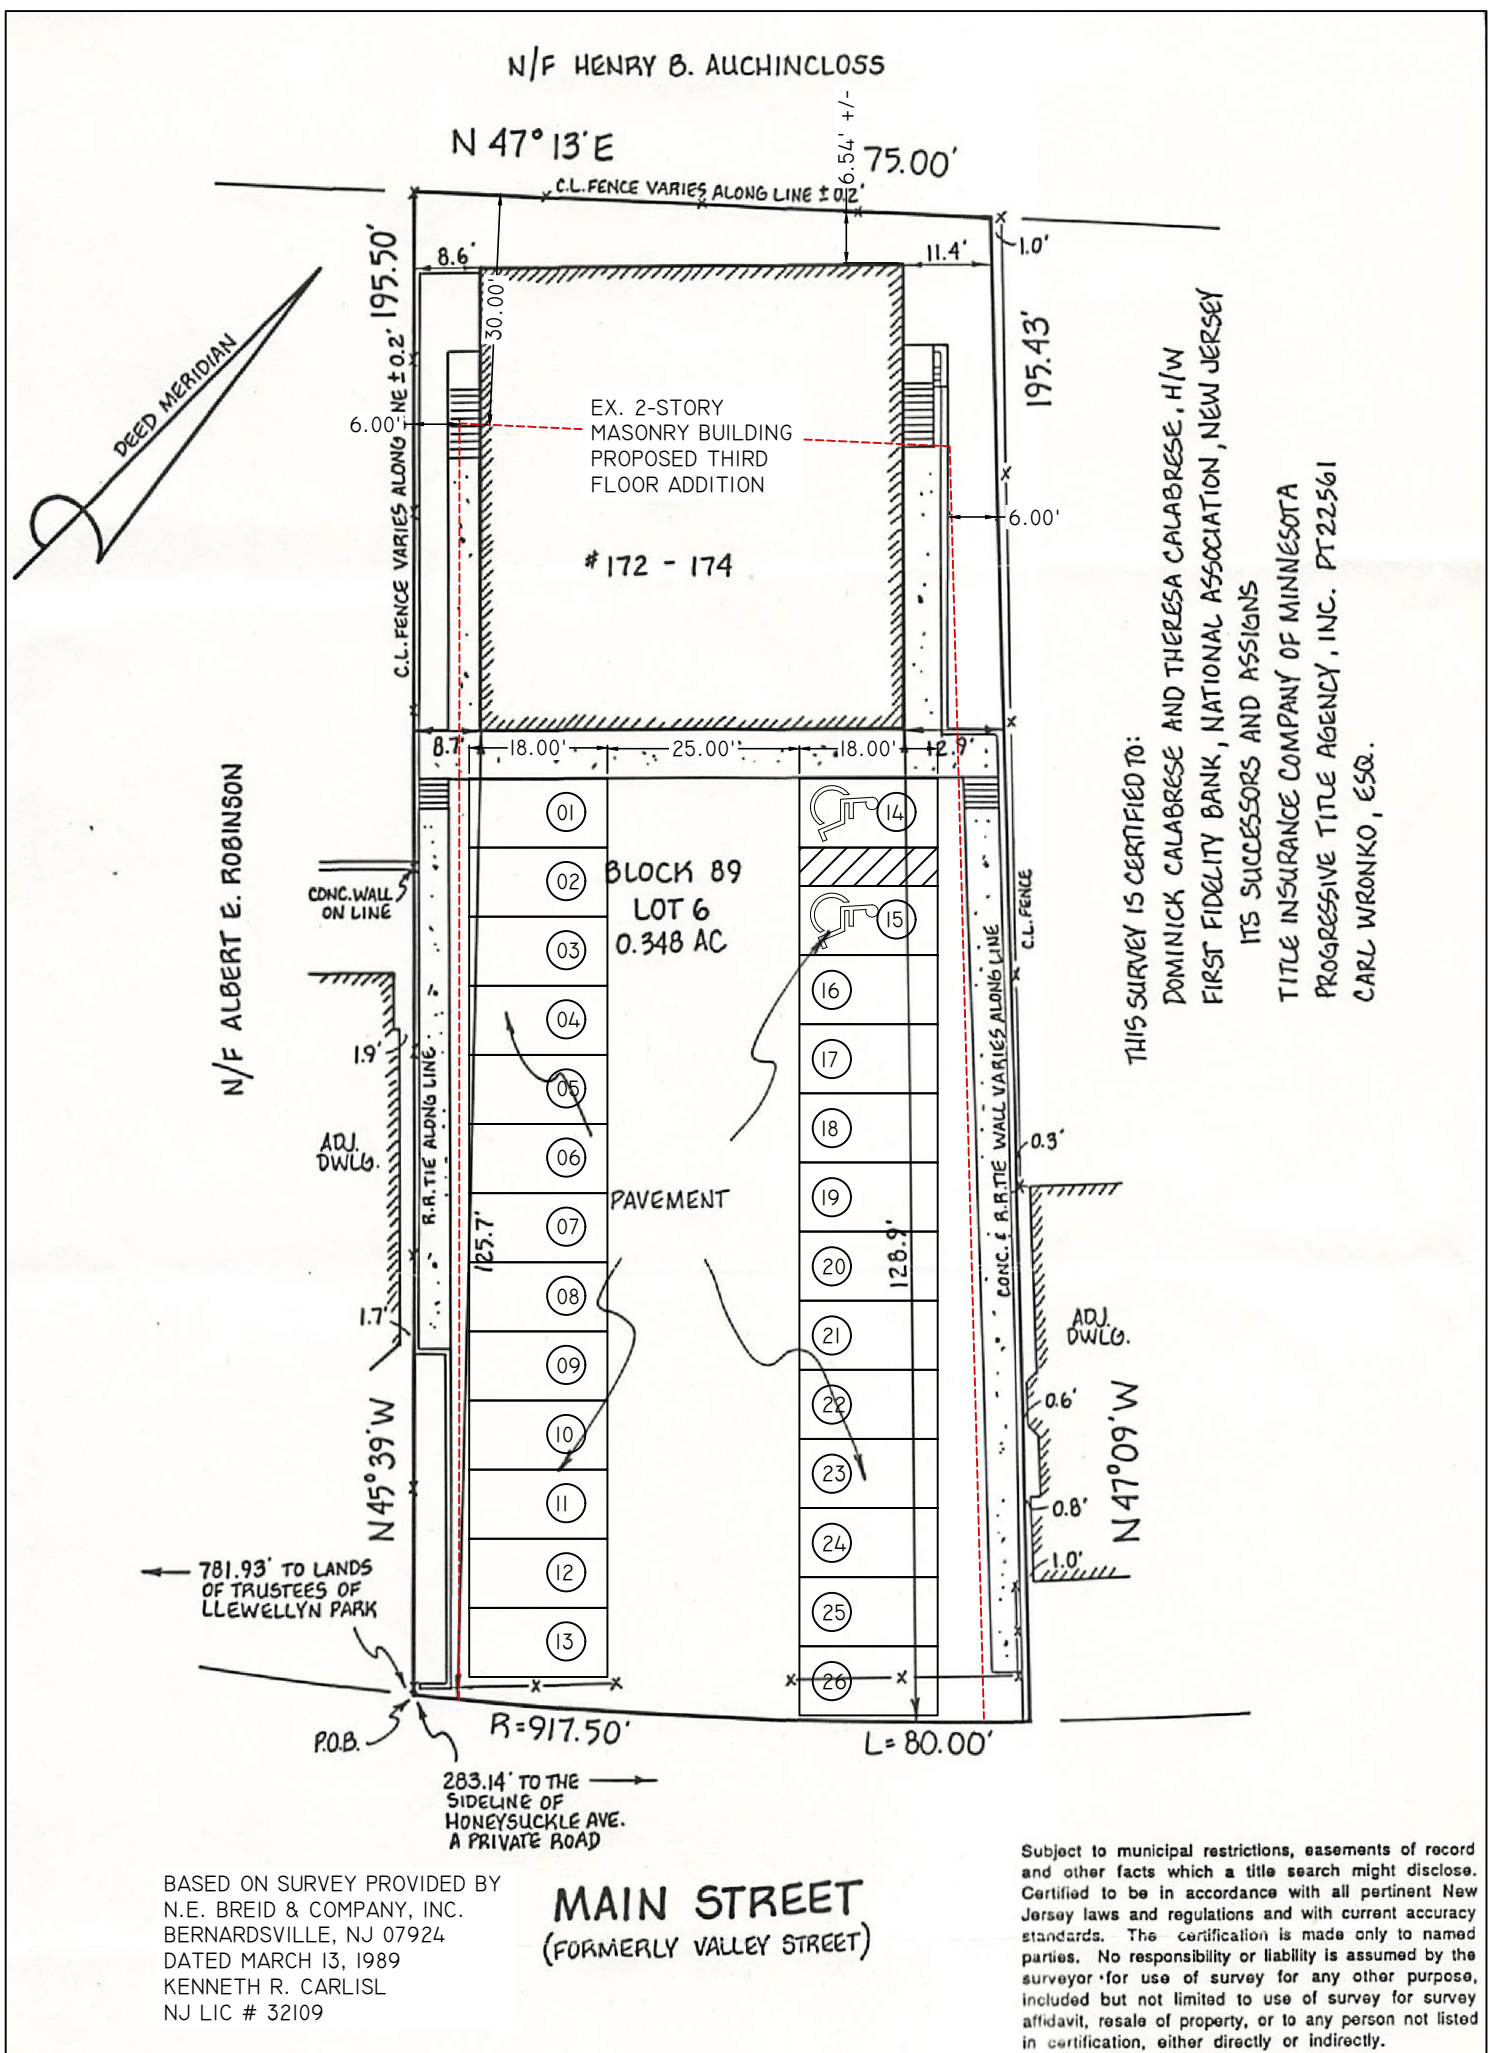 N/F HENRY B. AUCHINCLOSS
N 47° 13' E
75.00'
6.54' +/-
C.L. FENCE VARIES ALONG LINE ± 0.2'
1.0'
8.6'
11.4'
195.50'
30.00'
195.43'
DEED MERIDIAN
C.L. FENCE VARIES ALONG NE ± 0.2'
6.00'
EX. 2-STORY
MASONRY BUILDING
PROPOSED THIRD
FLOOR ADDITION
6.00'
# 172 - 174
8.7'
18.00'
25.00'
18.00'
12.9'
THIS SURVEY IS CERTIFIED TO:
DOMINICK CALABRESE AND THERESA CALABRESE, H/W
FIRST FIDELITY BANK, NATIONAL ASSOCIATION, NEW JERSEY
ITS SUCCESSORS AND ASSIGNS
TITLE INSURANCE COMPANY OF MINNESOTA
PROGRESSIVE TITLE AGENCY, INC. PT22561
CARL WRONKO, ESQ.
N/F ALBERT E. ROBINSON
CONC. WALL
ON LINE
BLOCK 89
LOT 6
0.348 AC
01
02
03
04
05
06
07
08
09
10
11
12
13
14
15
16
17
18
19
20
21
22
23
24
25
26
C.L. FENCE
1.9'
ADJ.
DWLG.
R.R. TIE ALONG LINE
1.7'
125.7'
PAVEMENT
128.9'
CONC. & R.R. TIE WALL VARIES ALONG LINE
0.3'
ADJ.
DWLG.
0.6'
0.8'
1.0'
N45°39'W
N47°09'W
781.93' TO LANDS
OF TRUSTEES OF
LLEWELLYN PARK
P.O.B.
R=917.50'
L= 80.00'
283.14' TO THE
SIDELINE OF
HONEYSUCKLE AVE.
A PRIVATE ROAD
BASED ON SURVEY PROVIDED BY
N.E. BREID & COMPANY, INC.
BERNARDSVILLE, NJ 07924
DATED MARCH 13, 1989
KENNETH R. CARLISL
NJ LIC # 32109
MAIN STREET
(FORMERLY VALLEY STREET)
Subject to municipal restrictions, easements of record
and other facts which a title search might disclose.
Certified to be in accordance with all pertinent New
Jersey laws and regulations and with current accuracy
standards. The certification is made only to named
parties. No responsibility or liability is assumed by the
surveyor for use of survey for any other purpose,
included but not limited to use of survey for survey
affidavit, resale of property, or to any person not listed
in certification, either directly or indirectly.